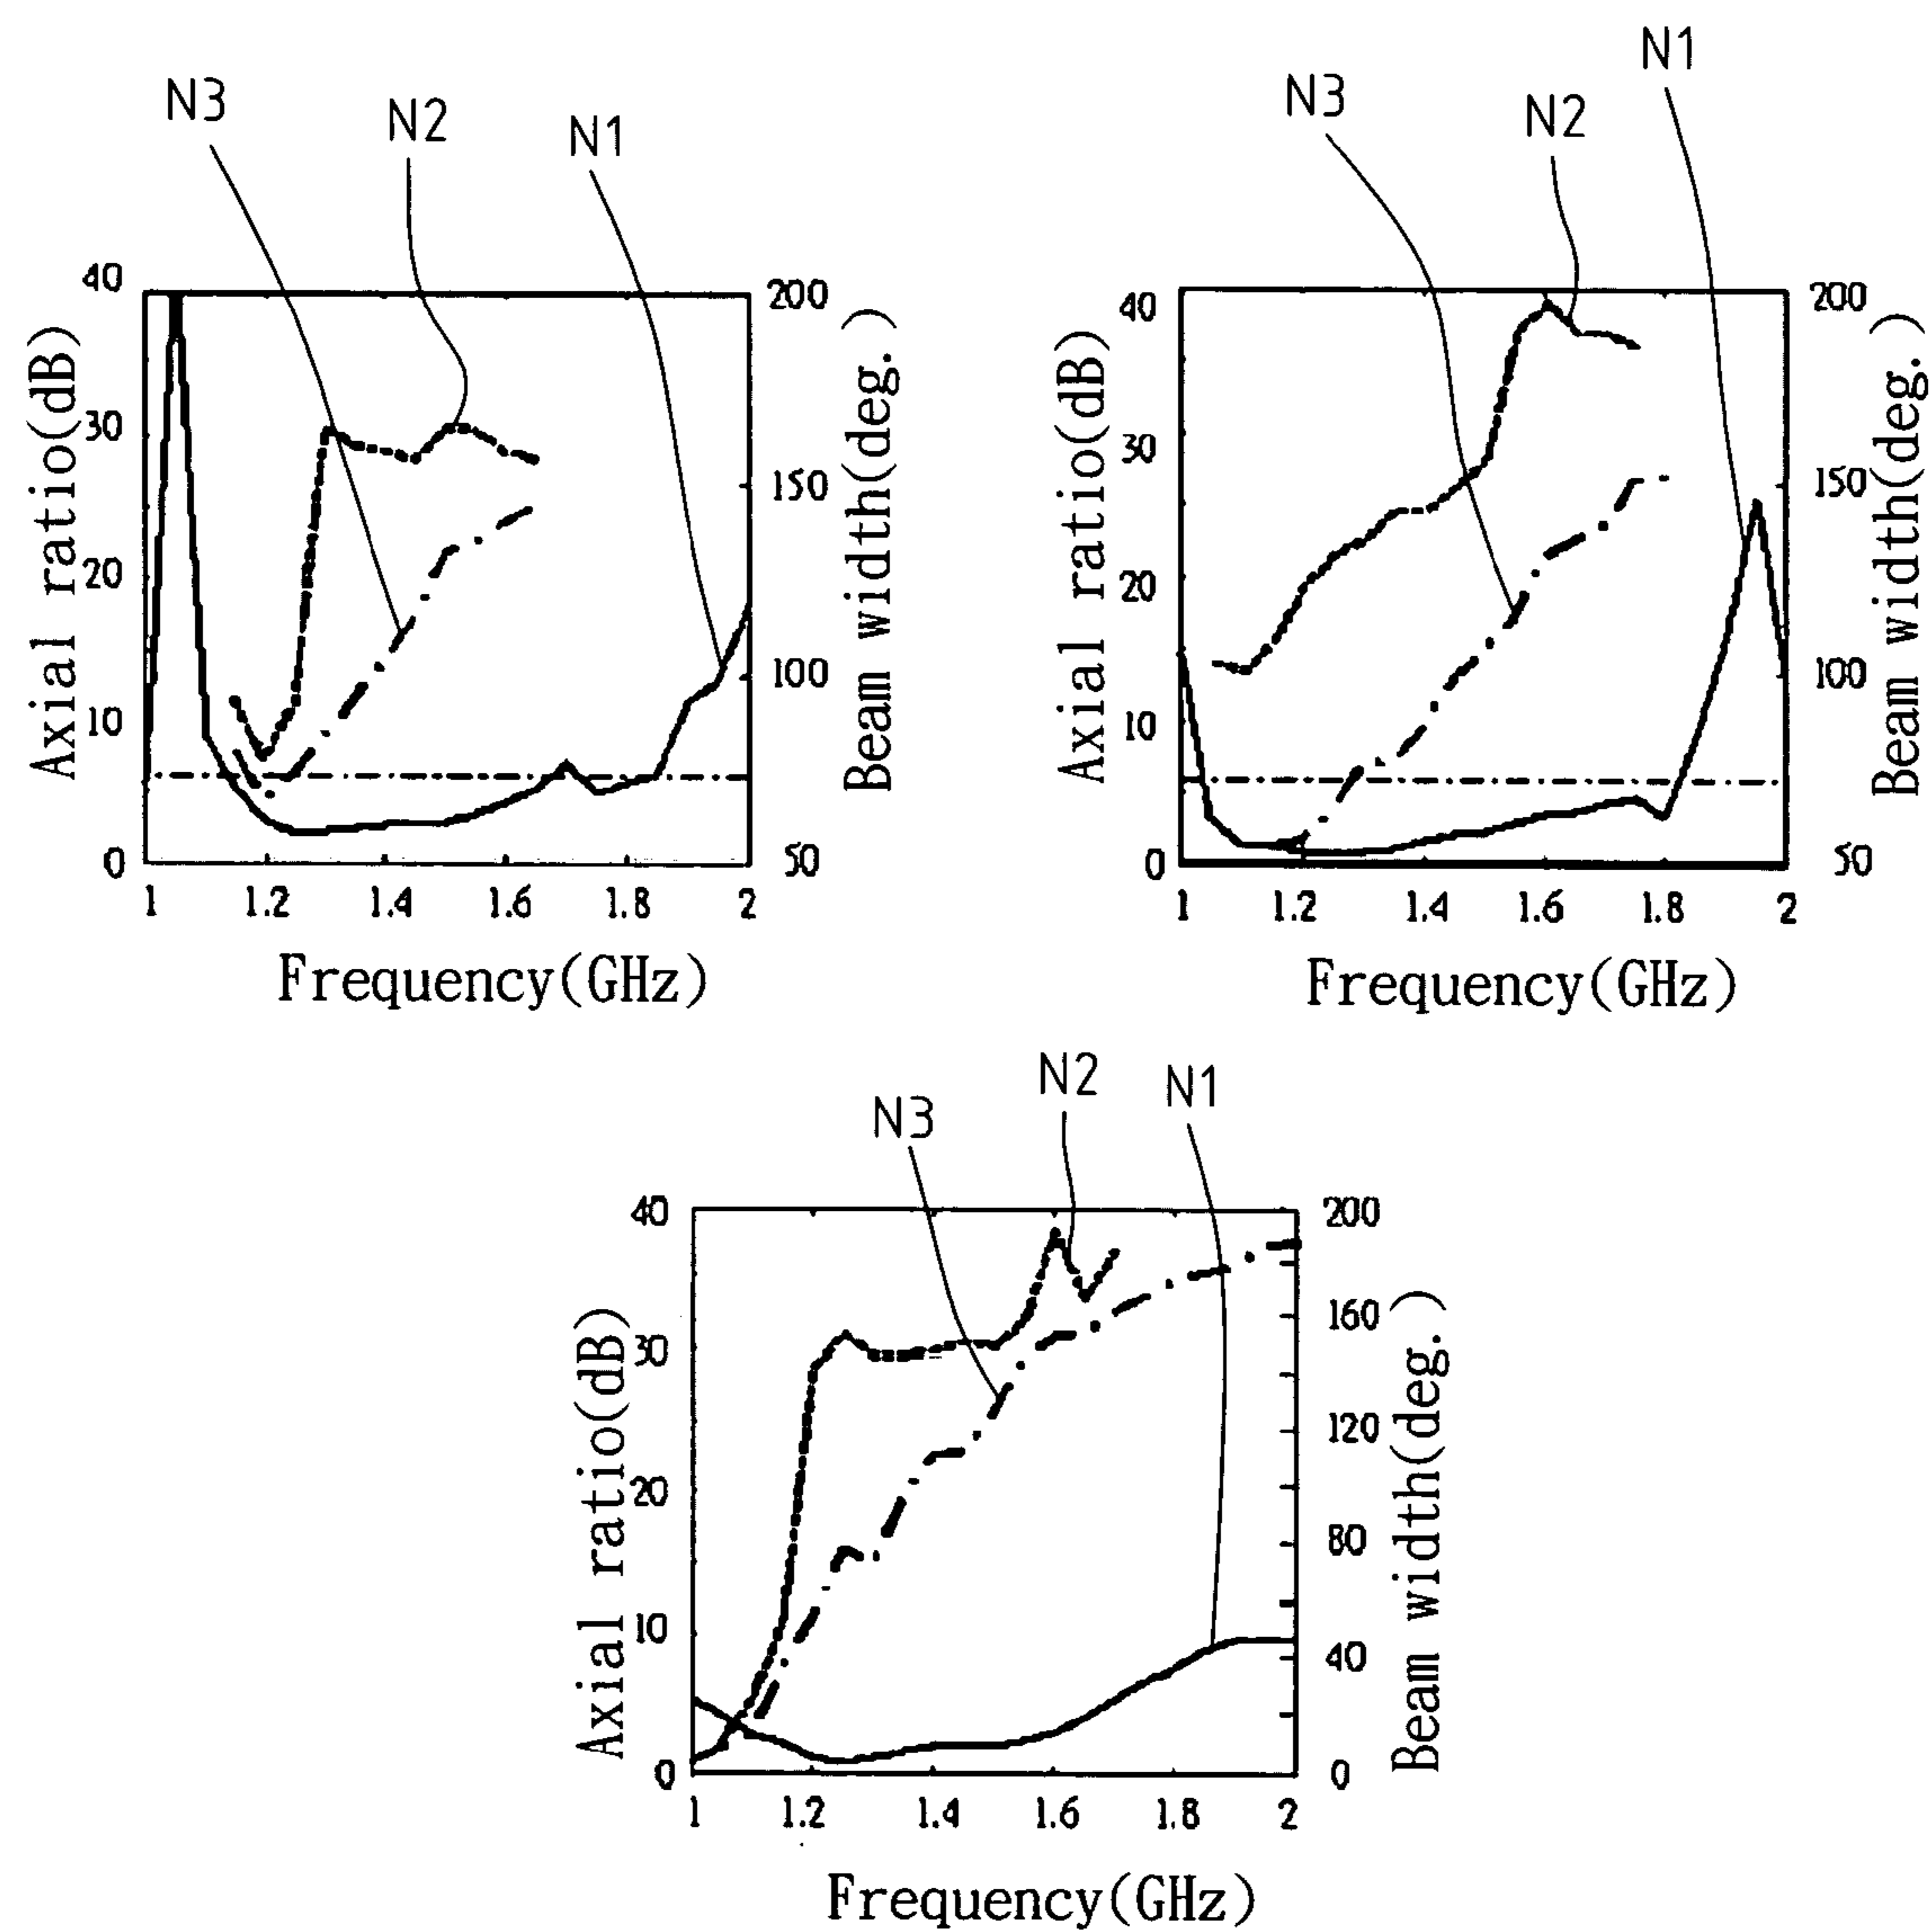 N3 N2 N1
40 200
30 150
20 100
10
0 50
Axial ratio(dB)
Beam width(deg.)
1 1.2 1.4 1.6 1.8 2
Frequency(GHz)
N3 N2 N1
40 200
30 150
20 100
10
0 50
Axial ratio(dB)
Beam width(deg.)
1 1.2 1.4 1.6 1.8 2
Frequency(GHz)
N3 N2 N1
40 200
30 160
120
20 80
10 40
0 0
Axial ratio(dB)
Beam width(deg.)
1 1.2 1.4 1.6 1.8 2
Frequency(GHz)